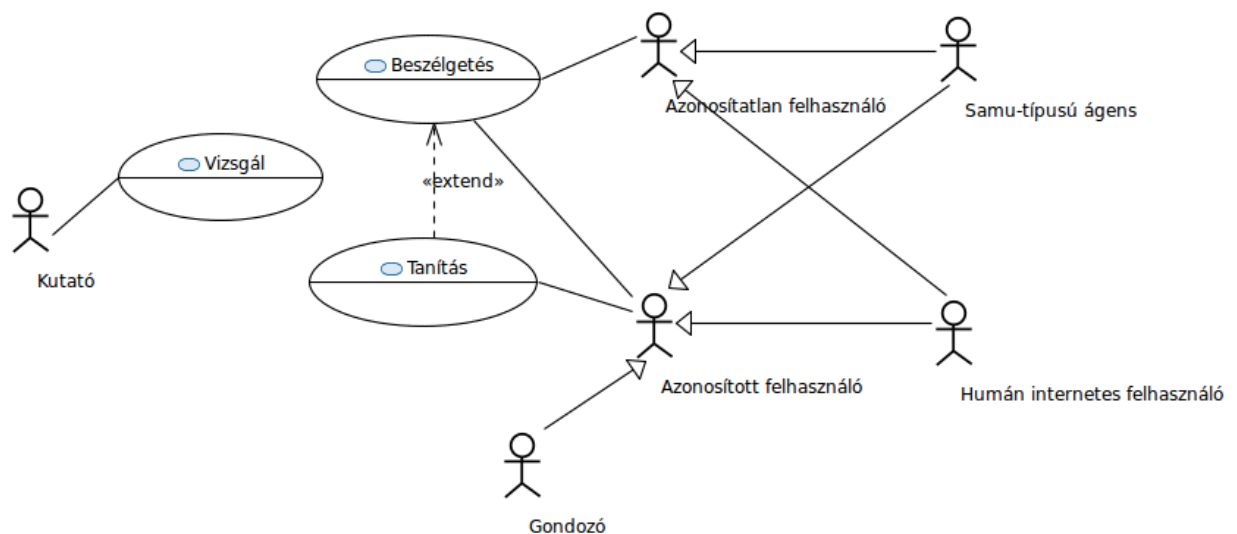 Beszélgetés
Azonosítatlan felhasználó
Samu-típusú ágens
Vizsgál
«extend»
Tanítás
Kutató
Azonosított felhasználó
Humán internetes felhasználó
Gondozó